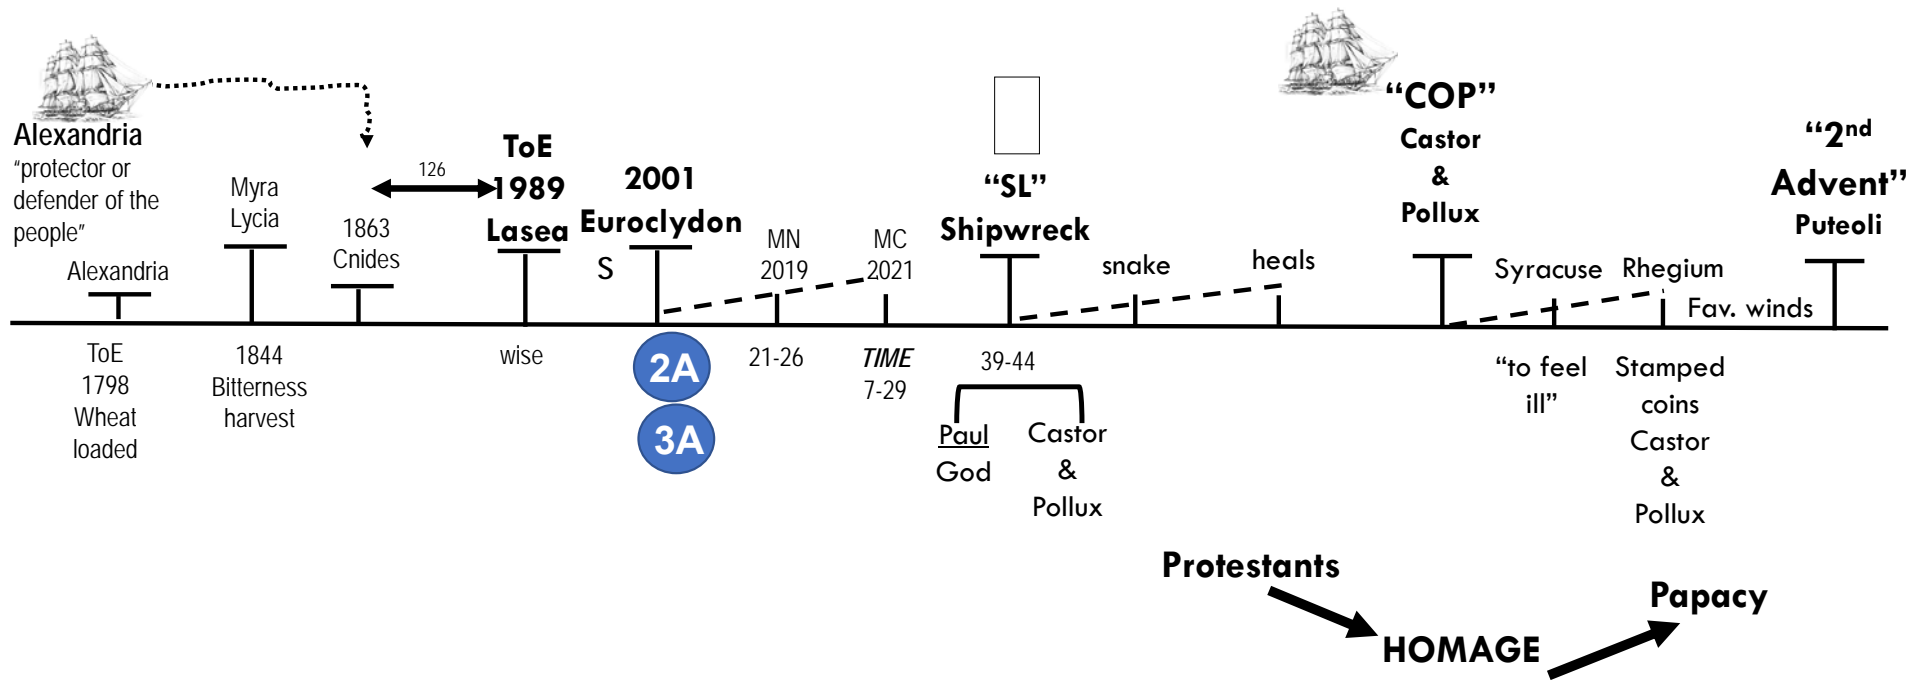 Alexandria
“protector or
defender of the
people”
Alexandria
ToE
1798
Wheat
loaded
Myra
Lycia
1844
Bitterness
harvest
1863
Cnides
126
ToE
1989
Lasea
wise
2001
Euroclydon
S
2A
3A
MN
2019
21-26
MC
2021
TIME
7-29
“SL”
Shipwreck
39-44
Paul
God
Castor
&
Pollux
snake
heals
“COP”
Castor
&
Pollux
Syracuse
“to feel
ill”
Rhegium
Stamped
coins
Castor
&
Pollux
Fav. winds
“2nd
Advent”
Puteoli
Protestants
HOMAGE
Papacy